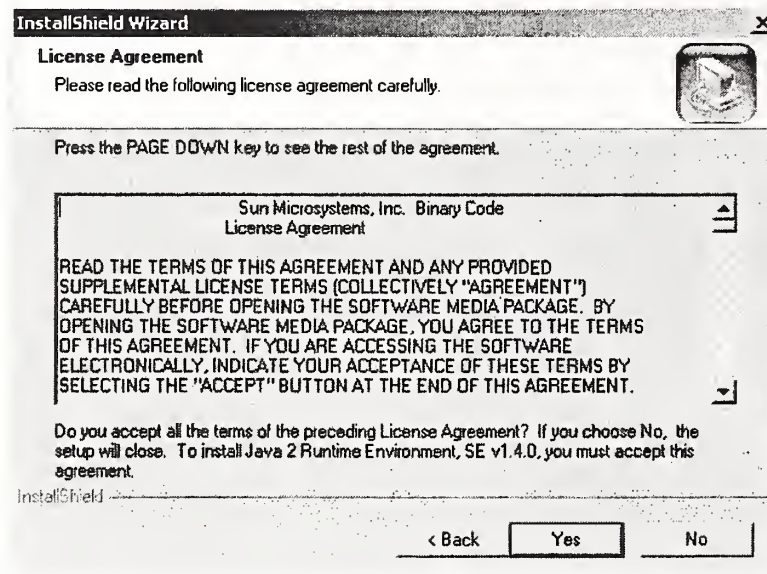 InstallShield Wizard
License Agreement
Please read the following license agreement carefully.
Press the PAGE DOWN key to see the rest of the agreement.
Sun Microsystems, Inc. Binary Code
License Agreement
READ THE TERMS OF THIS AGREEMENT AND ANY PROVIDED
SUPPLEMENTAL LICENSE TERMS (COLLECTIVELY "AGREEMENT")
CAREFULLY BEFORE OPENING THE SOFTWARE MEDIA PACKAGE. BY
OPENING THE SOFTWARE MEDIA PACKAGE, YOU AGREE TO THE TERMS
OF THIS AGREEMENT. IF YOU ARE ACCESSING THE SOFTWARE
ELECTRONICALLY, INDICATE YOUR ACCEPTANCE OF THESE TERMS BY
SELECTING THE "ACCEPT" BUTTON AT THE END OF THIS AGREEMENT.
Do you accept all the terms of the preceding License Agreement? If you choose No, the
setup will close. To install Java 2 Runtime Environment, SE v1.4.0, you must accept this
agreement.
InstallShield
< Back Yes No